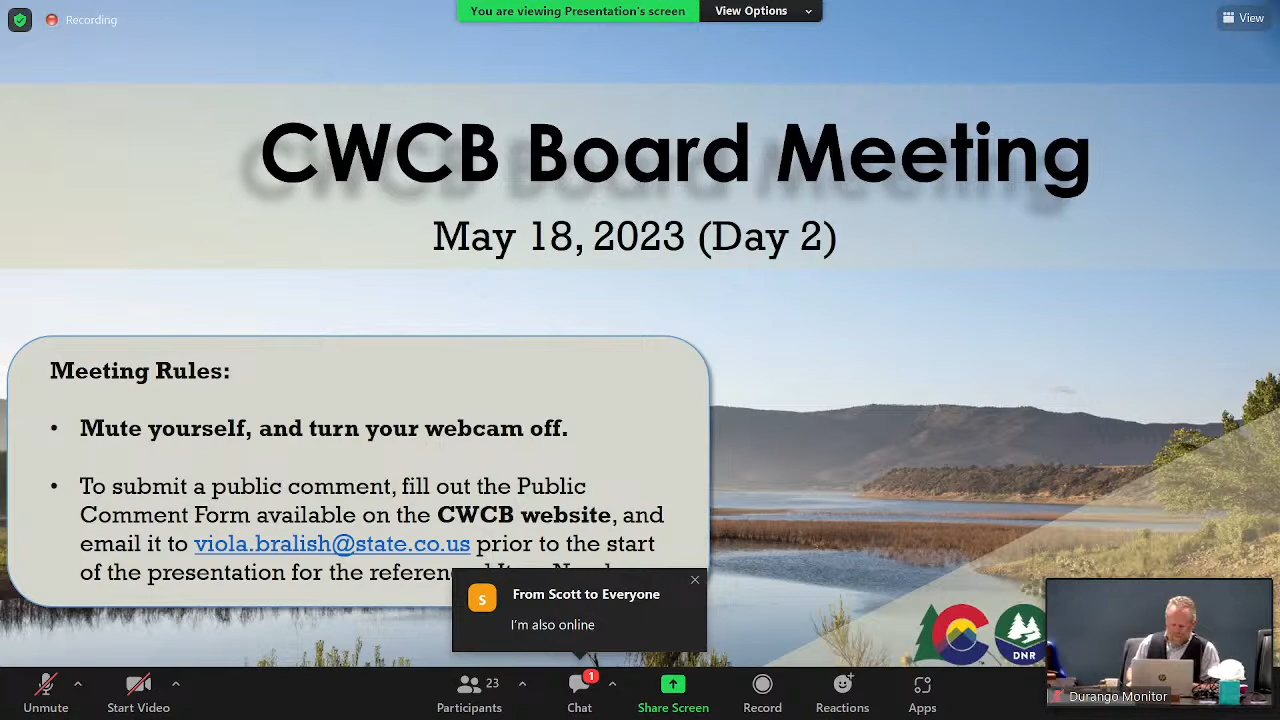 Recording
You are viewing Presentation's screen
View Options
View
CWCB Board Meeting
May 18, 2023 (Day 2)
Meeting Rules:
• Mute yourself, and turn your webcam off.
• To submit a public comment, fill out the Public
Comment Form available on the CWCB website, and
email it to viola.bralish@state.co.us prior to the start
of the presentation for the
S
From Scott to Everyone
I'm also online
DNR
Durango Monitor
Unmute
Start Video
23
Participants
1
Chat
Share Screen
Record
Reactions
Apps